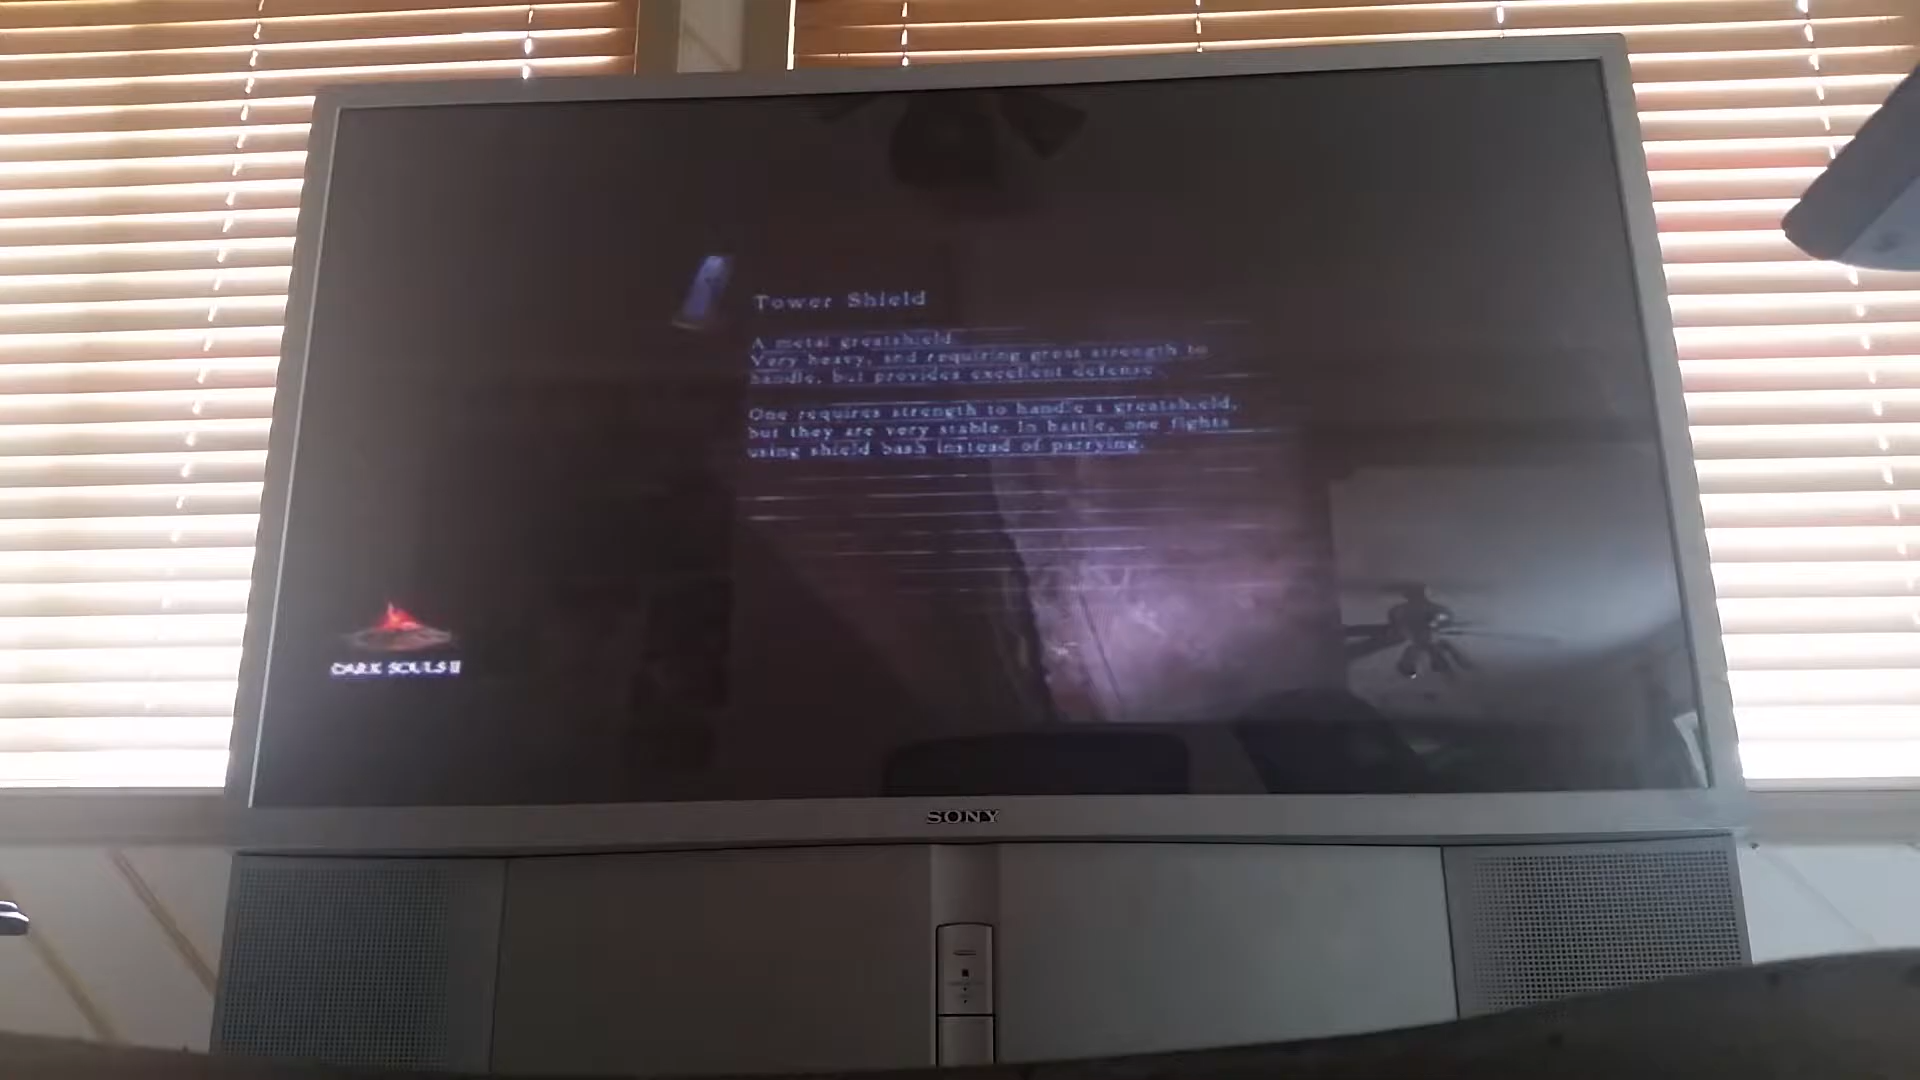 Tower Shield
A metal greatshield.
Very heavy, and requiring great strength to
handle, but provides excellent defense.
One requires strength to handle a greatshield,
but they are very stable. In battle, one fights
using shield bash instead of parrying.
DARK SOULS II
SONY